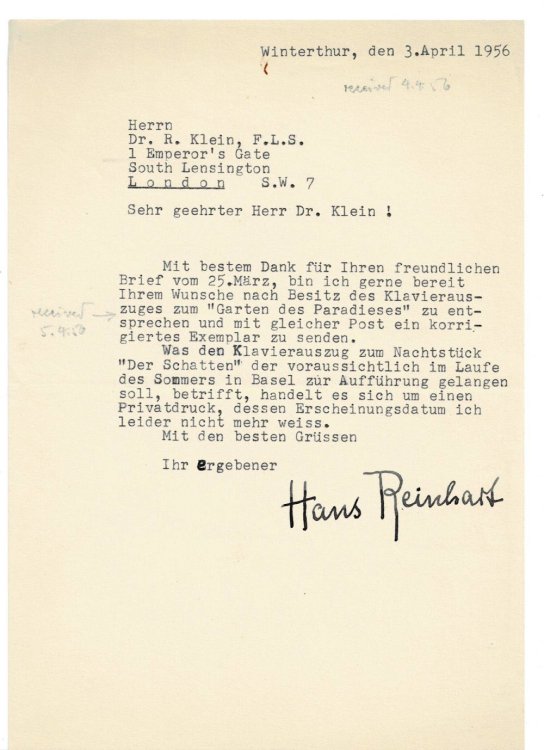 Winterthur, den 3.April 1956
received 4.4.56
Herrn
Dr. R. Klein, F.L.S.
1 Emperor's Gate
South Lensington
London S.W. 7
Sehr geehrter Herr Dr. Klein !
Mit bestem Dank für Ihren freundlichen
Brief vom 25.März, bin ich gerne bereit
Ihrem Wunsche nach Besitz des Klavieraus-
zuges zum "Garten des Paradieses" zu ent-
sprechen und mit gleicher Post ein korri-
giertes Exemplar zu senden.
received →
5.4.56
Was den Klavierauszug zum Nachtstück
"Der Schatten" der voraussichtlich im Laufe
des Sommers in Basel zur Aufführung gelangen
soll, betrifft, handelt es sich um einen
Privatdruck, dessen Erscheinungsdatum ich
leider nicht mehr weiss.
Mit den besten Grüssen
Ihr ergebener
Hans Reinhart